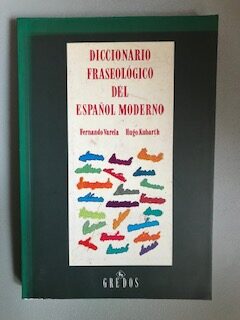 DICCIONARIO
FRASEOLÓGICO
DEL
ESPAÑOL MODERNO
Fernando Varela Hugo Kubarth
GREDOS